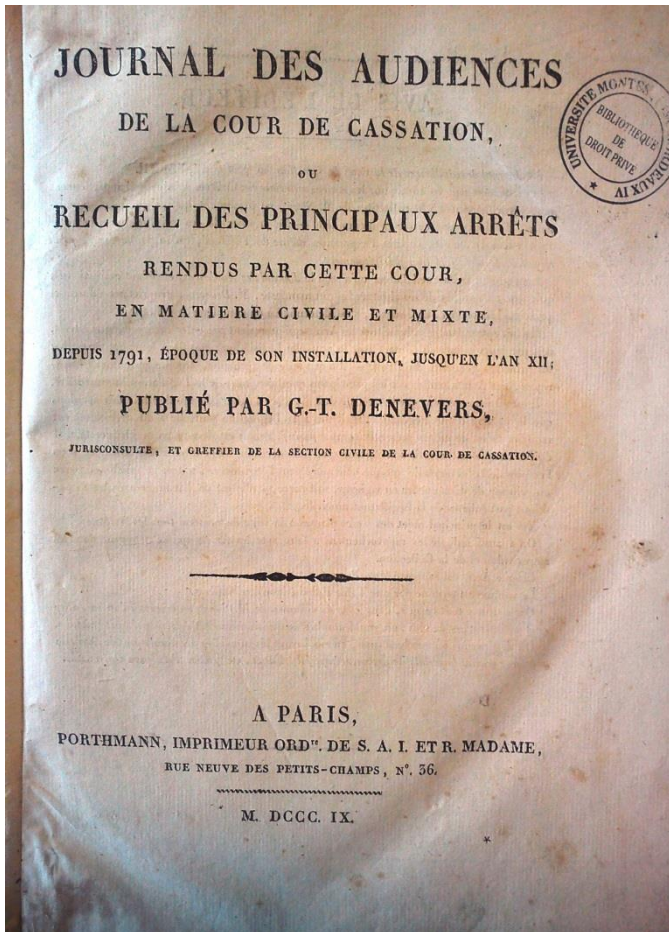 JOURNAL DES AUDIENCES
DE LA COUR DE CASSATION,
OU
RECUEIL DES PRINCIPAUX ARRÊTS
RENDUS PAR CETTE COUR,
EN MATIERE CIVILE ET MIXTE,
DEPUIS 1791, ÉPOQUE DE SON INSTALLATION, JUSQU'EN L'AN XII;
PUBLIÉ PAR G.-T. DENEVERS,
JURISCONSULTE, ET GREFFIER DE LA SECTION CIVILE DE LA COUR DE CASSATION.
A PARIS,
PORTHMANN, IMPRIMEUR ORDre. DE S. A. I. ET R. MADAME,
RUE NEUVE DES PETITS-CHAMPS, N°. 36.
M. DCCC. IX.
UNIVERSITE
IV
BIBLIOTHEQUE
DE
DROIT PRIVE